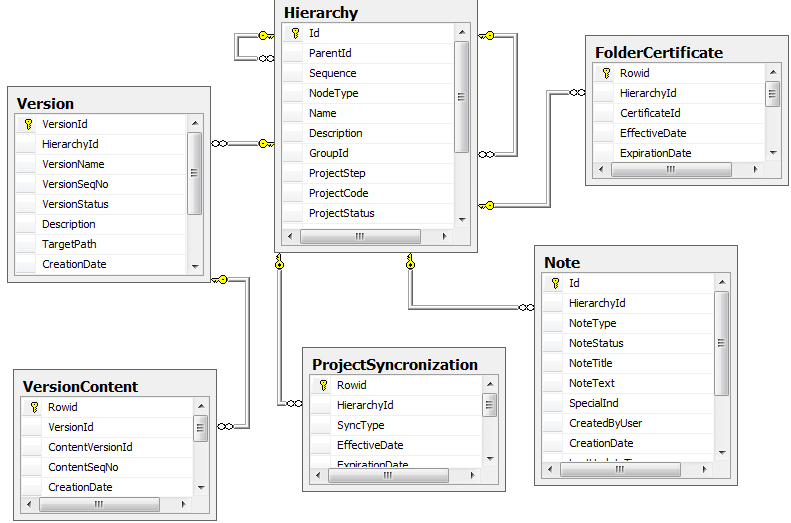 Hierarchy
Id
ParentId
Sequence
NodeType
Name
Description
GroupId
ProjectStep
ProjectCode
ProjectStatus
FolderCertificate
Rowid
HierarchyId
CertificateId
EffectiveDate
ExpirationDate
Version
VersionId
HierarchyId
VersionName
VersionSeqNo
VersionStatus
Description
TargetPath
CreationDate
Note
Id
HierarchyId
NoteType
NoteStatus
NoteTitle
NoteText
SpecialInd
CreatedByUser
CreationDate
ProjectSyncronization
Rowid
HierarchyId
SyncType
EffectiveDate
ExpirationDate
VersionContent
Rowid
VersionId
ContentVersionId
ContentSeqNo
CreationDate